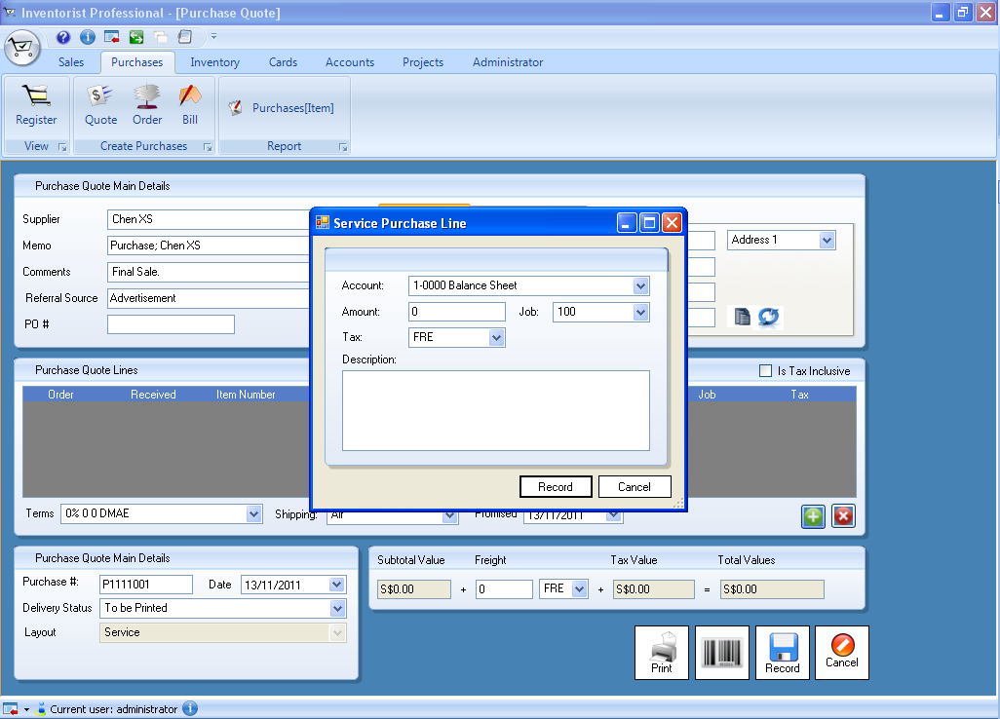 Inventorist Professional - [Purchase Quote]
Sales Purchases Inventory Cards Accounts Projects Administrator
Register Quote Order Bill Purchases[Item]
View Create Purchases Report
Purchase Quote Main Details
Supplier Chen XS
Memo Purchase; Chen XS
Comments Final Sale.
Referral Source Advertisement
PO #
Address 1
Service Purchase Line
Account: 1-0000 Balance Sheet
Amount: 0 Job: 100
Tax: FRE
Description:
Record Cancel
Purchase Quote Lines Is Tax Inclusive
Order Received Item Number Job Tax
Terms 0% 0 0 DMAE Shipping: Air Promised 13/11/2011
Purchase Quote Main Details
Purchase #: P1111001 Date 13/11/2011
Delivery Status To be Printed
Layout Service
Subtotal Value Freight Tax Value Total Values
S$0.00 + 0 FRE + S$0.00 = S$0.00
Print Record Cancel
Current user: administrator